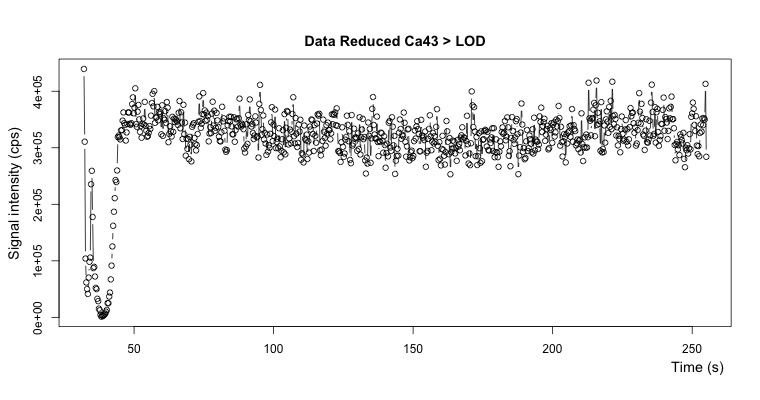 Data Reduced Ca43 > LOD
Signal intensity (cps)
4e+05
3e+05
2e+05
1e+05
0e+00
50 100 150 200 250
Time (s)